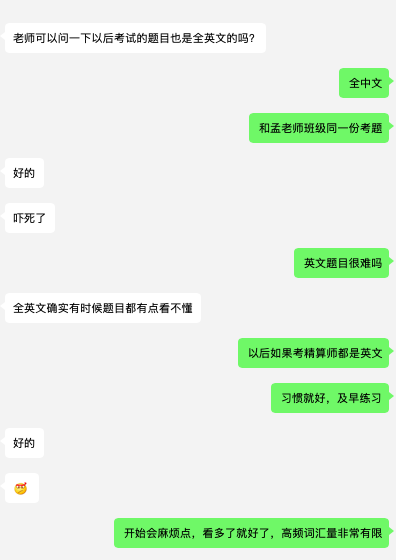 老师可以问一下以后考试的题目也是全英文的吗?
全中文
和孟老师班级同一份考题
好的
吓死了
英文题目很难吗
全英文确实有时候题目都有点看不懂
以后如果考精算师都是英文
习惯就好，及早练习
好的
开始会麻烦点，看多了就好了，高频词汇量非常有限